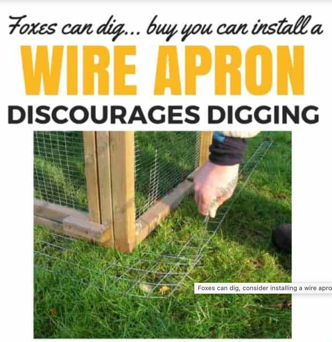 Foxes can dig... buy you can install a
WIRE APRON
DISCOURAGES DIGGING
Foxes can dig, consider installing a wire apro